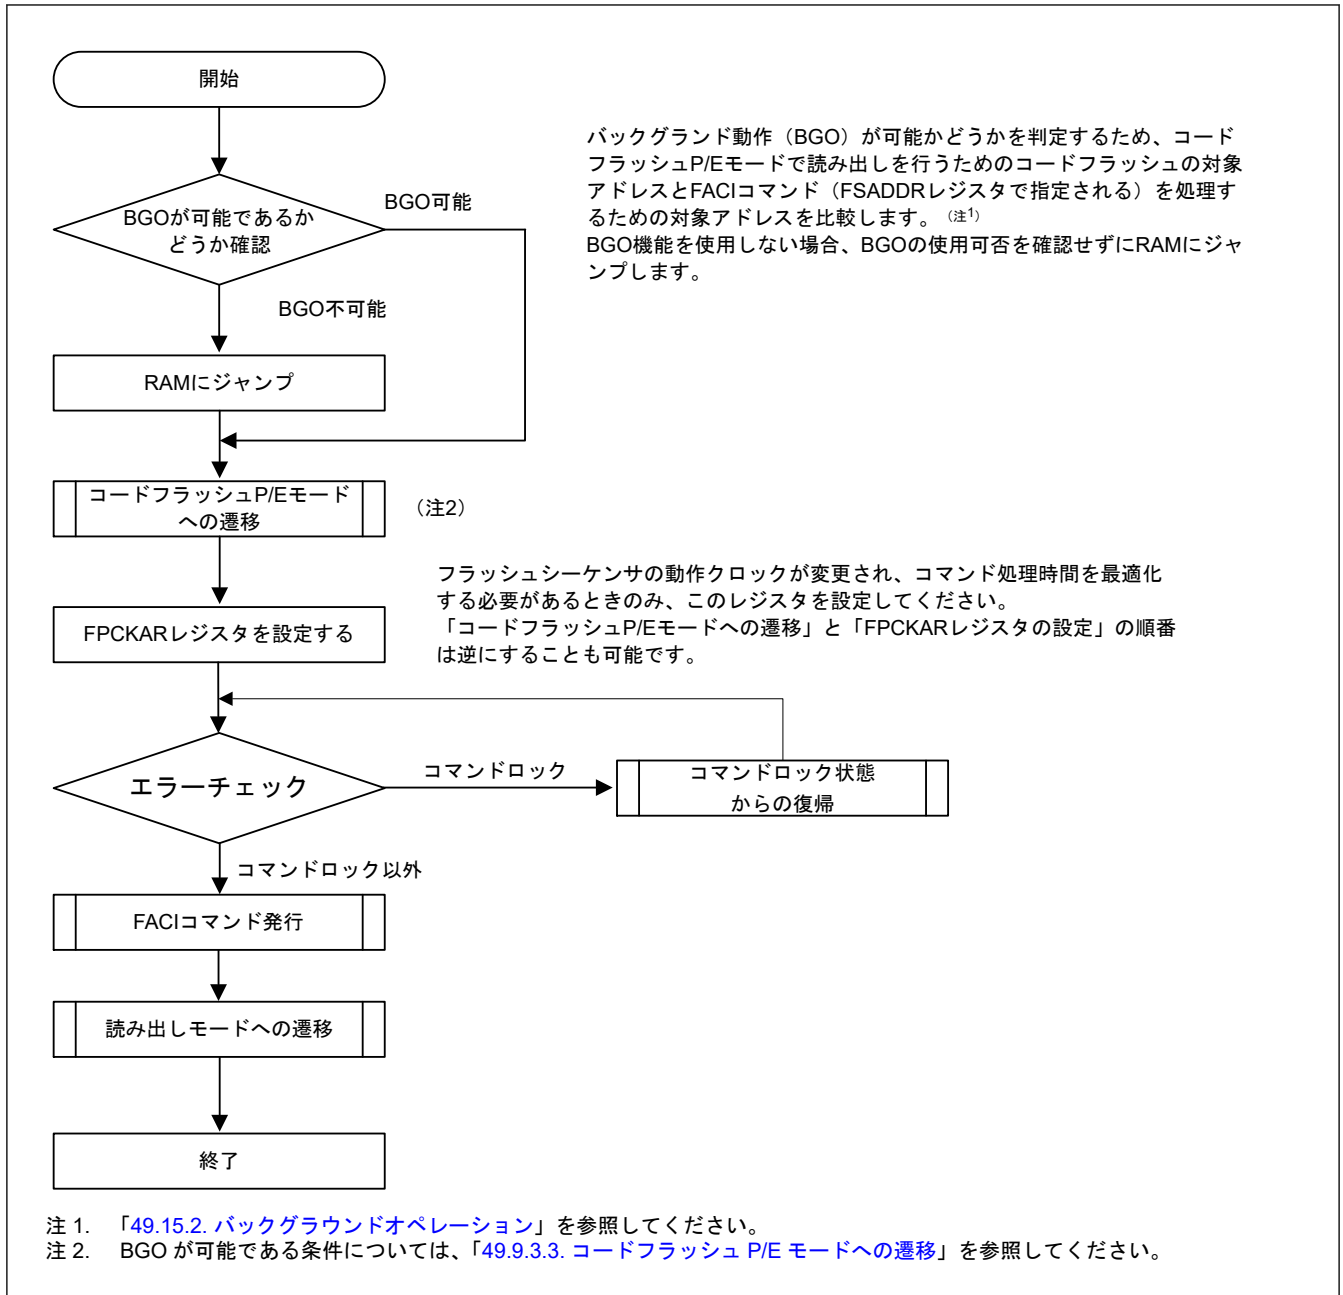 開始
バックグランド動作（BGO）が可能かどうかを判定するため、コード
フラッシュP/Eモードで読み出しを行うためのコードフラッシュの対象
アドレスとFACIコマンド（FSADDRレジスタで指定される）を処理す
るための対象アドレスを比較します。（注1）
BGO機能を使用しない場合、BGOの使用可否を確認せずにRAMにジャ
ンプします。
BGOが可能であるか
どうか確認
BGO可能
BGO不可能
RAMにジャンプ
コードフラッシュP/Eモード
への遷移
（注2）
フラッシュシーケンサの動作クロックが変更され、コマンド処理時間を最適化
する必要があるときのみ、このレジスタを設定してください。
「コードフラッシュP/Eモードへの遷移」と「FPCKARレジスタの設定」の順番
は逆にすることも可能です。
FPCKARレジスタを設定する
エラーチェック
コマンドロック
コマンドロック状態
からの復帰
コマンドロック以外
FACIコマンド発行
読み出しモードへの遷移
終了
注 1. 「49.15.2. バックグラウンドオペレーション」を参照してください。
注 2. BGO が可能である条件については、「49.9.3.3. コードフラッシュ P/E モードへの遷移」を参照してください。